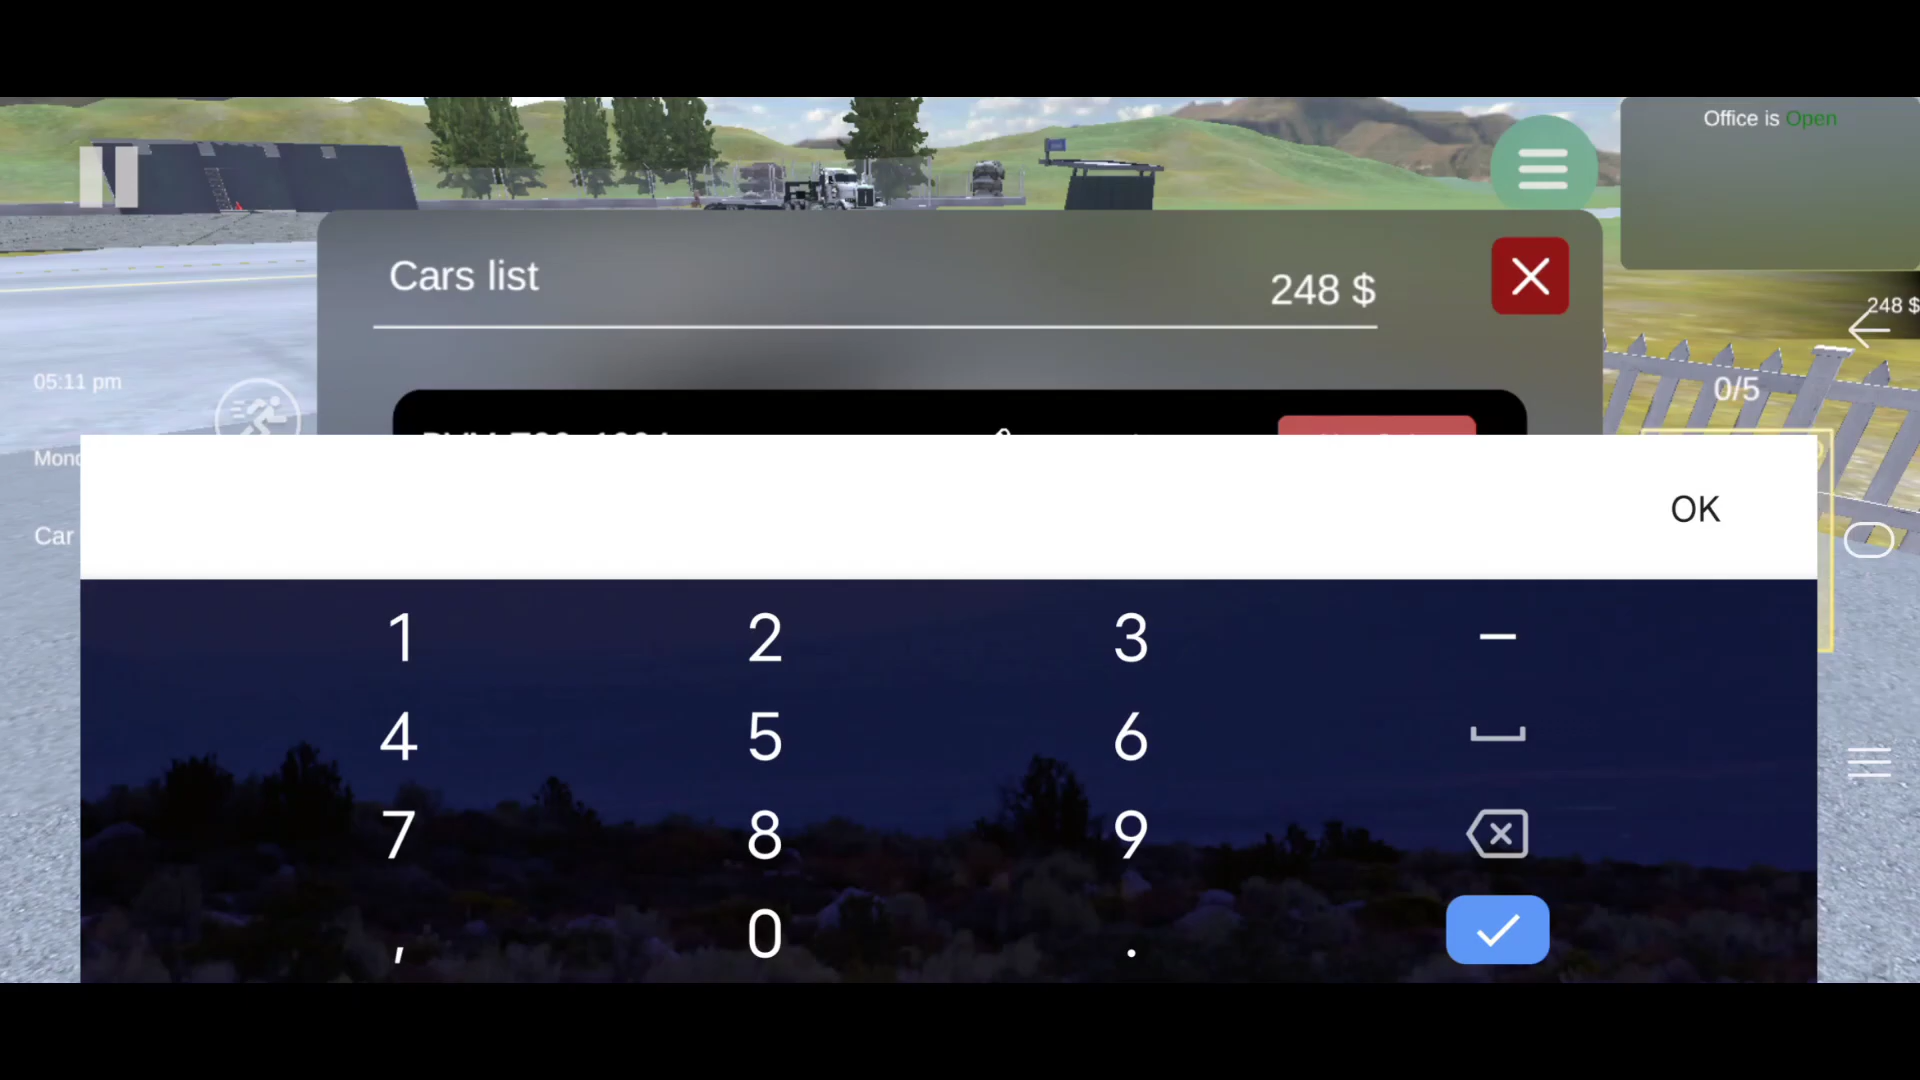 Office is Open
Cars list
248 $
248 $
05:11 pm
0/5
Car
OK
1 2 3 –
4 5 6
7 8 9
, 0 .